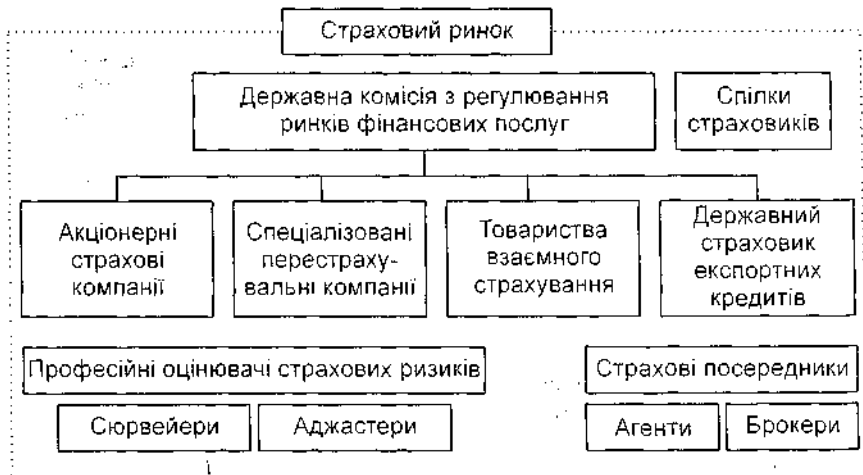 Страховий ринок
Державна комісія з регулювання
ринків фінансових послуг
Спілки
страховиків
Акціонерні
страхові
компанії
Спеціалізовані
перестраху-
вальні компанії
Товариства
взаємного
страхування
Державний
страховик
експортних
кредитів
Професійні оцінювачі страхових ризиків
Страхові посередники
Сюрвейери
Аджастери
Агенти
Брокери